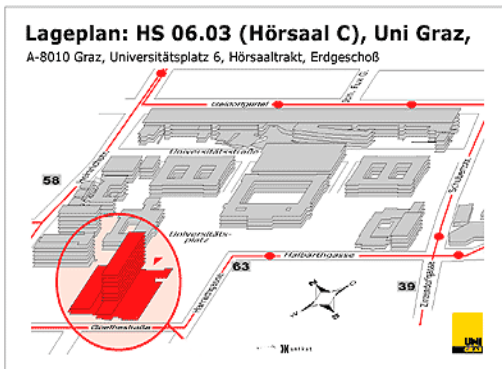 Lageplan: HS 06.03 (Hörsaal C), Uni Graz,
A-8010 Graz, Universitätsplatz 6, Hörsaaltrakt, Erdgeschoß
Universitätsstraße
58
Universitäts-
platz
63
Halbärthgasse
39
Goethestraße
UNI
GRAZ